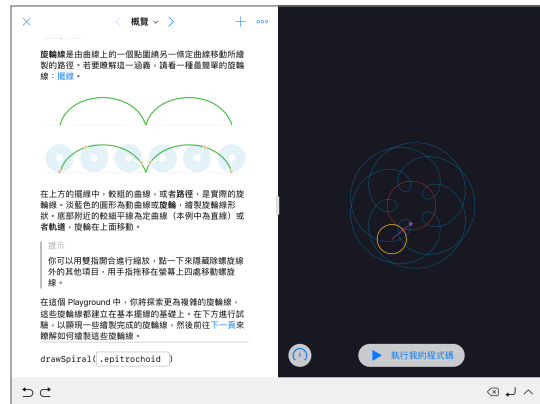 概覽
旋輪線是由曲線上的一個點圍繞另一條定曲線移動所繪
製的路徑。若要瞭解這一涵義，請看一種最簡單的旋輪
線：擺線。
在上方的擺線中，較粗的曲線，或者路徑，是實際的旋
輪線。淡藍色的圓形為動曲線或旋輪，繪製旋輪線形
狀。底部附近的較細平線為定曲線（本例中為直線）或
者軌道，旋輪在上面移動。
提示
你可以用雙指開合進行縮放，點一下來隱藏除螺旋線
外的其他項目，用手指拖移在螢幕上四處移動螺旋
線。
在這個 Playground 中，你將探索更為複雜的旋輪線，
這些旋輪線都建立在基本擺線的基礎上。在下方進行試
驗，以顯現一些繪製完成的旋輪線，然後前往下一頁來
瞭解如何繪製這些旋輪線。
drawSpiral( .epitrochoid )
執行我的程式碼